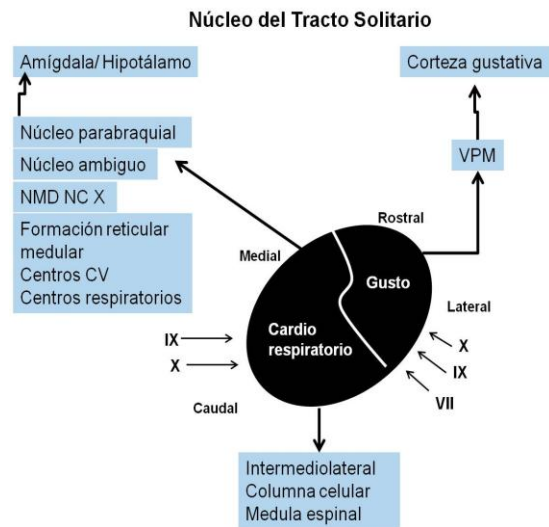 Núcleo del Tracto Solitario
Amígdala/ Hipotálamo
Corteza gustativa
Núcleo parabraquial
Núcleo ambiguo
VPM
NMD NC X
Formación reticular
medular
Centros CV
Centros respiratorios
Rostral
Medial
Gusto
Lateral
Cardio
respiratorio
IX
X
X
IX
VII
Caudal
Intermediolateral
Columna celular
Medula espinal